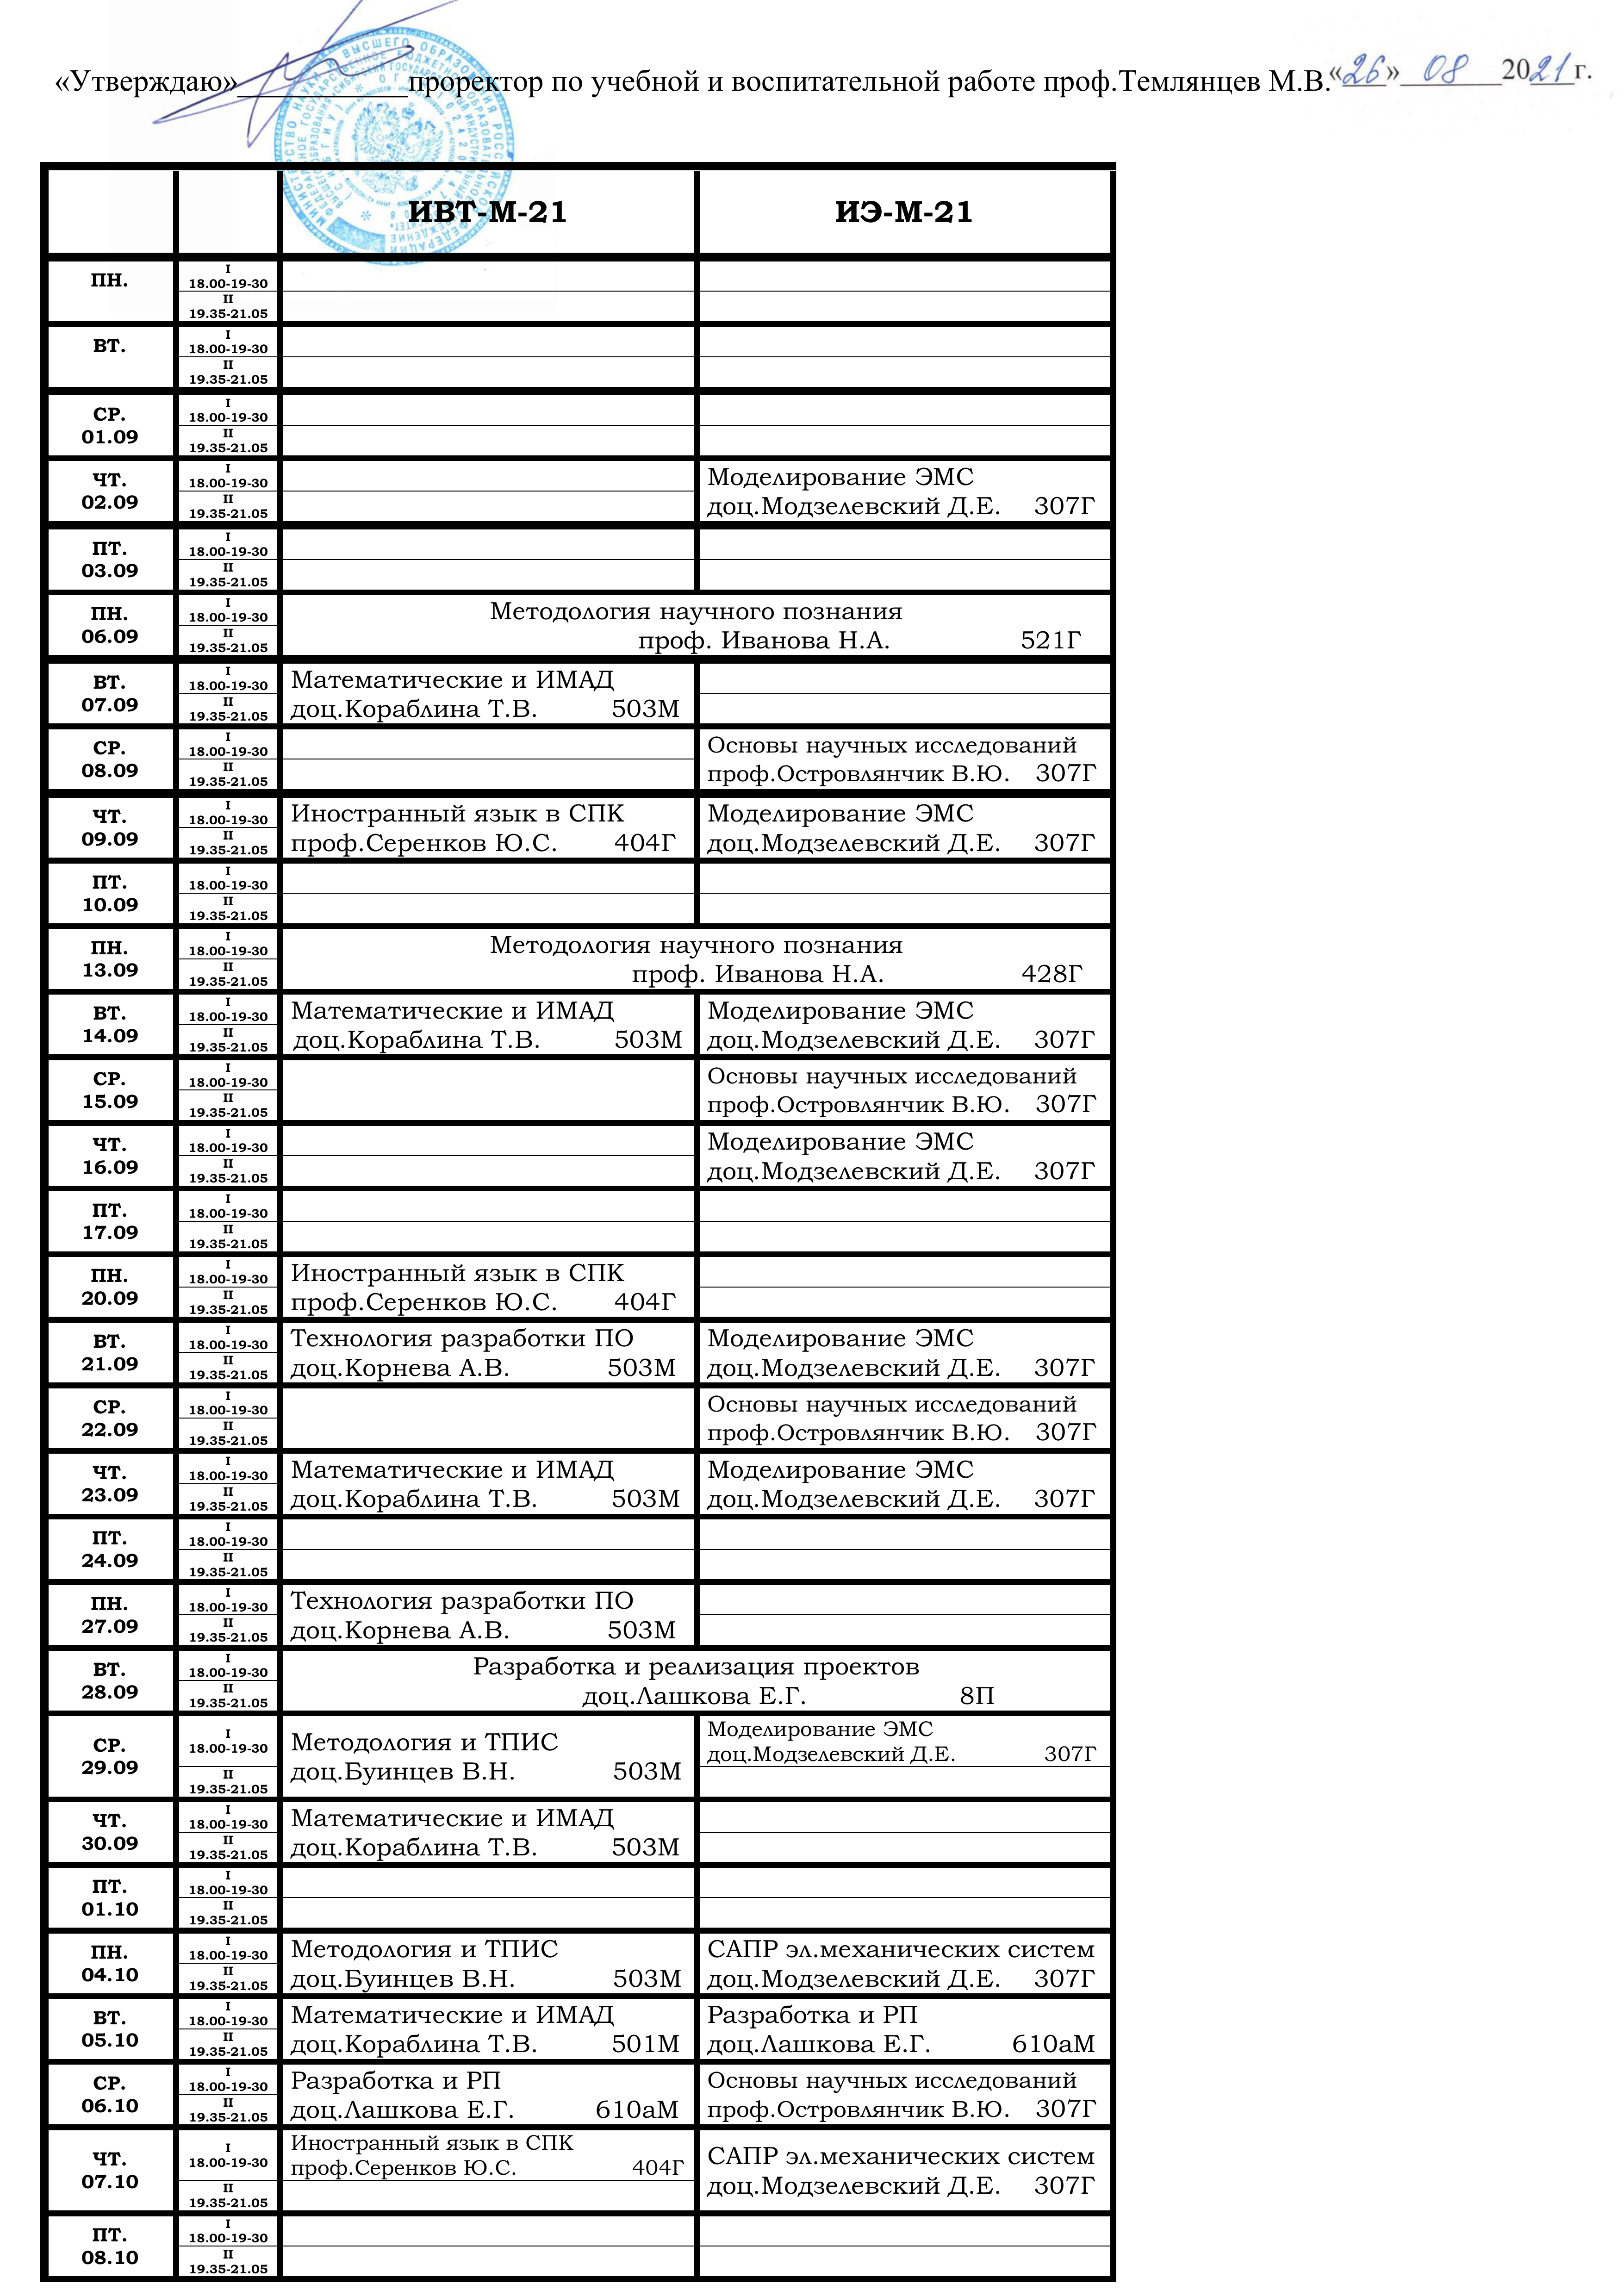 «Утверждаю»____________проректор по учебной и воспитательной работе проф.Темлянцев М.В.«26» 08 2021г.
ИВТ-М-21 ИЭ-М-21
ПН.
I
18.00-19-30
II
19.35-21.05
ВТ.
I
18.00-19-30
II
19.35-21.05
СР.
01.09
I
18.00-19-30
II
19.35-21.05
ЧТ.
02.09
I
18.00-19-30
II
19.35-21.05
Моделирование ЭМС
доц.Модзелевский Д.Е. 307Г
ПТ.
03.09
I
18.00-19-30
II
19.35-21.05
ПН.
06.09
I
18.00-19-30
II
19.35-21.05
Методология научного познания
проф. Иванова Н.А. 521Г
ВТ.
07.09
I
18.00-19-30
II
19.35-21.05
Математические и ИМАД
доц.Кораблина Т.В. 503М
СР.
08.09
I
18.00-19-30
II
19.35-21.05
Основы научных исследований
проф.Островлянчик В.Ю. 307Г
ЧТ.
09.09
I
18.00-19-30
II
19.35-21.05
Иностранный язык в СПК
проф.Серенков Ю.С. 404Г
Моделирование ЭМС
доц.Модзелевский Д.Е. 307Г
ПТ.
10.09
I
18.00-19-30
II
19.35-21.05
ПН.
13.09
I
18.00-19-30
II
19.35-21.05
Методология научного познания
проф. Иванова Н.А. 428Г
ВТ.
14.09
I
18.00-19-30
II
19.35-21.05
Математические и ИМАД
доц.Кораблина Т.В. 503М
Моделирование ЭМС
доц.Модзелевский Д.Е. 307Г
СР.
15.09
I
18.00-19-30
II
19.35-21.05
Основы научных исследований
проф.Островлянчик В.Ю. 307Г
ЧТ.
16.09
I
18.00-19-30
II
19.35-21.05
Моделирование ЭМС
доц.Модзелевский Д.Е. 307Г
ПТ.
17.09
I
18.00-19-30
II
19.35-21.05
ПН.
20.09
I
18.00-19-30
II
19.35-21.05
Иностранный язык в СПК
проф.Серенков Ю.С. 404Г
ВТ.
21.09
I
18.00-19-30
II
19.35-21.05
Технология разработки ПО
доц.Корнева А.В. 503М
Моделирование ЭМС
доц.Модзелевский Д.Е. 307Г
СР.
22.09
I
18.00-19-30
II
19.35-21.05
Основы научных исследований
проф.Островлянчик В.Ю. 307Г
ЧТ.
23.09
I
18.00-19-30
II
19.35-21.05
Математические и ИМАД
доц.Кораблина Т.В. 503М
Моделирование ЭМС
доц.Модзелевский Д.Е. 307Г
ПТ.
24.09
I
18.00-19-30
II
19.35-21.05
ПН.
27.09
I
18.00-19-30
II
19.35-21.05
Технология разработки ПО
доц.Корнева А.В. 503М
ВТ.
28.09
I
18.00-19-30
II
19.35-21.05
Разработка и реализация проектов
доц.Лашкова Е.Г. 8П
СР.
29.09
I
18.00-19-30
II
19.35-21.05
Методология и ТПИС
доц.Буинцев В.Н. 503М
Моделирование ЭМС
доц.Модзелевский Д.Е. 307Г
ЧТ.
30.09
I
18.00-19-30
II
19.35-21.05
Математические и ИМАД
доц.Кораблина Т.В. 503М
ПТ.
01.10
I
18.00-19-30
II
19.35-21.05
ПН.
04.10
I
18.00-19-30
II
19.35-21.05
Методология и ТПИС
доц.Буинцев В.Н. 503М
САПР эл.механических систем
доц.Модзелевский Д.Е. 307Г
ВТ.
05.10
I
18.00-19-30
II
19.35-21.05
Математические и ИМАД
доц.Кораблина Т.В. 501М
Разработка и РП
доц.Лашкова Е.Г. 610аМ
СР.
06.10
I
18.00-19-30
II
19.35-21.05
Разработка и РП
доц.Лашкова Е.Г. 610аМ
Основы научных исследований
проф.Островлянчик В.Ю. 307Г
ЧТ.
07.10
I
18.00-19-30
II
19.35-21.05
Иностранный язык в СПК
проф.Серенков Ю.С. 404Г
САПР эл.механических систем
доц.Модзелевский Д.Е. 307Г
ПТ.
08.10
I
18.00-19-30
II
19.35-21.05